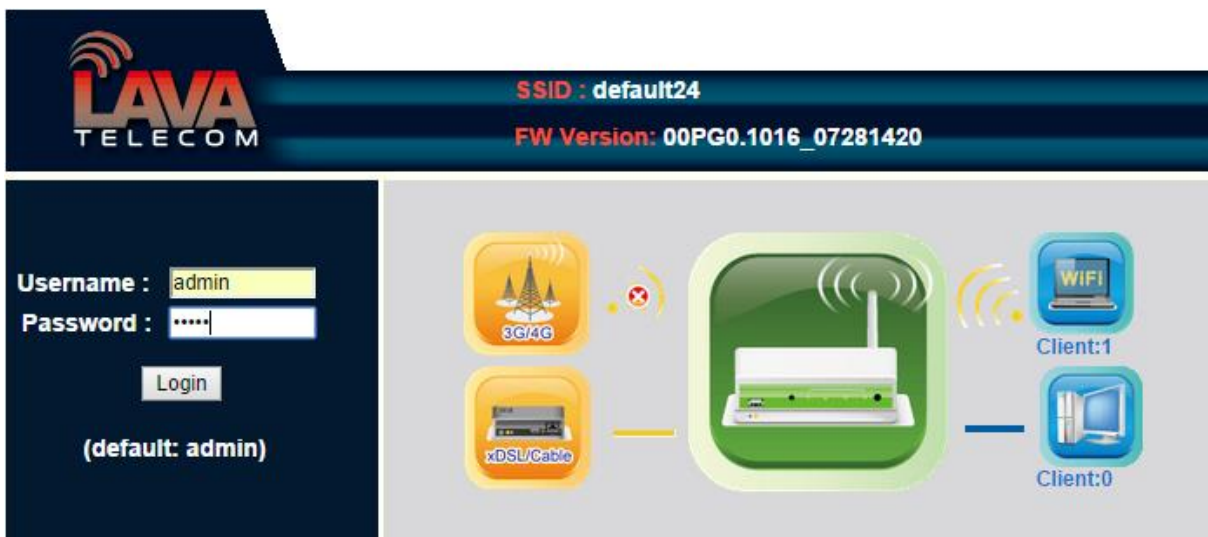 LAVA
TELECOM
SSID : default24
FW Version: 00PG0.1016_07281420
Username : admin
Password : •••••
Login
(default: admin)
3G/4G
xDSL/Cable
WiFi
Client:1
Client:0